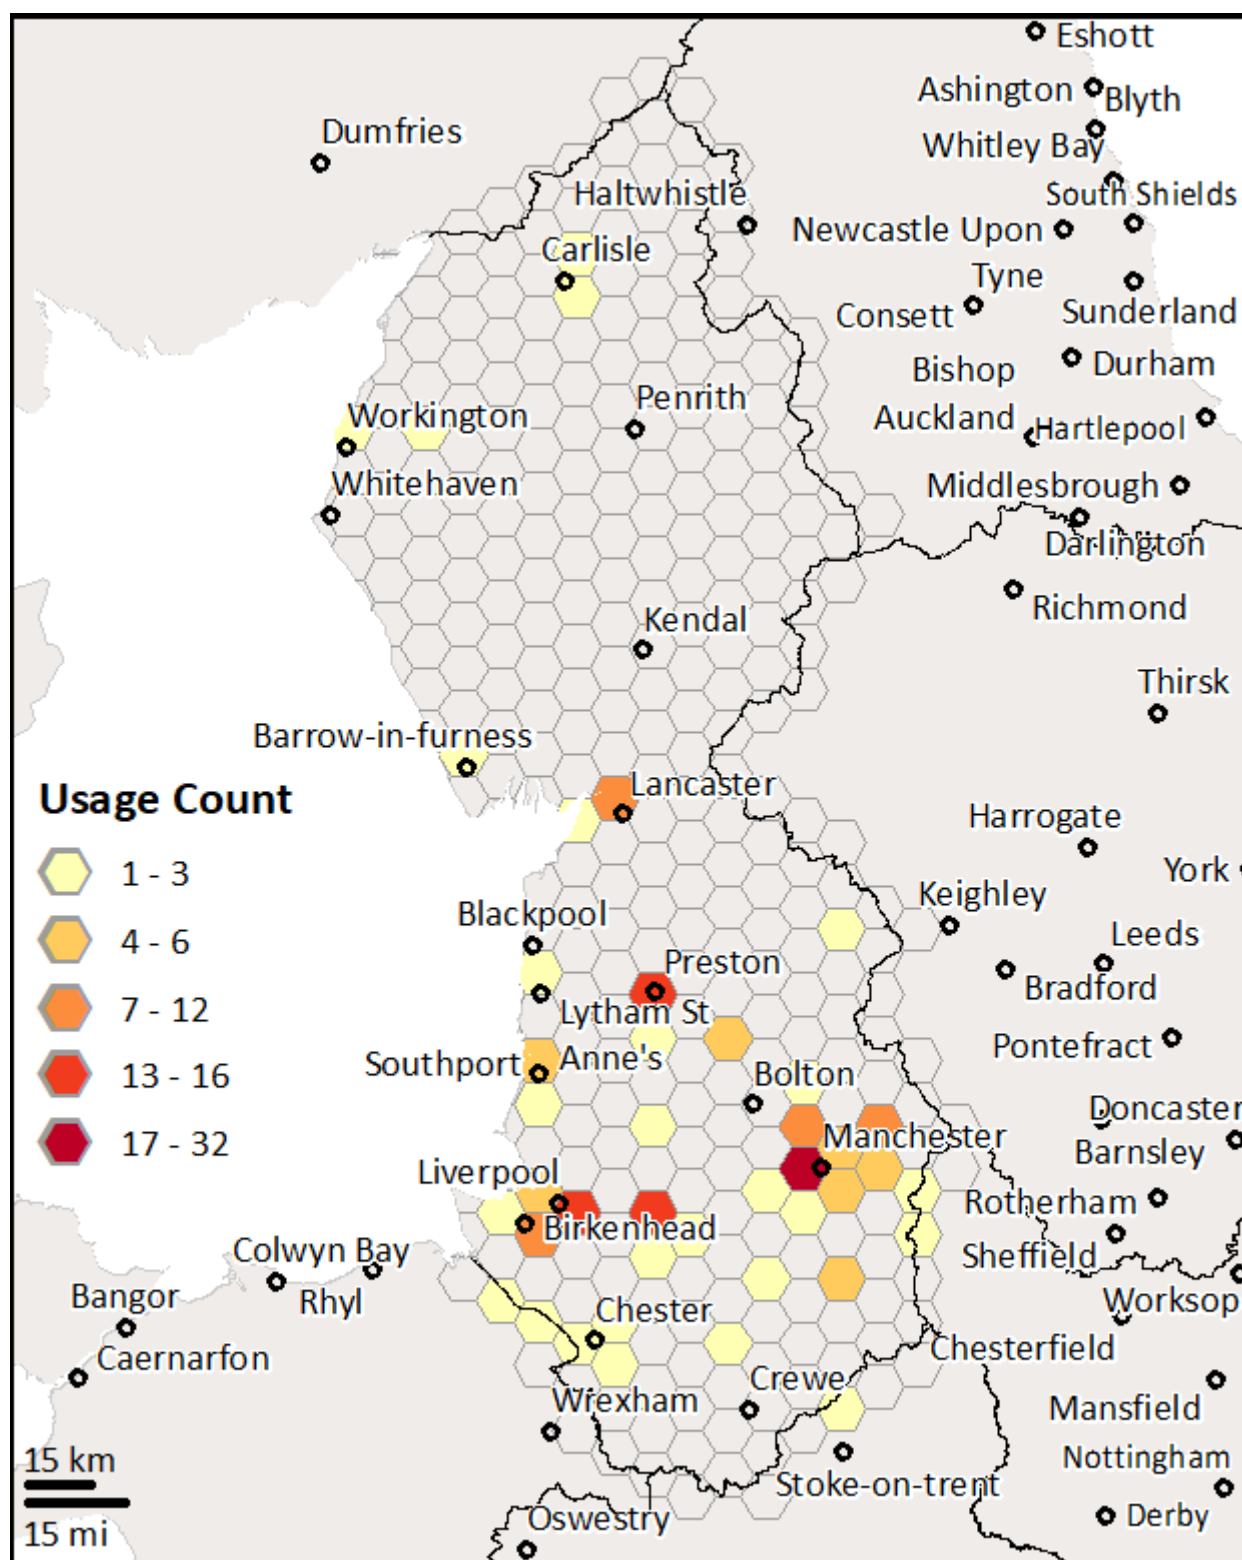 Eshott
Ashington
Blyth
Dumfries
Whitley Bay
Haltwhistle
South Shields
Newcastle Upon
Tyne
Carlisle
Consett
Sunderland
Bishop
Auckland
Durham
Penrith
Workington
Hartlepool
Whitehaven
Middlesbrough
Darlington
Richmond
Kendal
Thirsk
Barrow-in-furness
Lancaster
Usage Count
1 - 3
4 - 6
7 - 12
13 - 16
17 - 32
Harrogate
York
Keighley
Blackpool
Leeds
Preston
Bradford
Lytham St
Anne's
Pontefract
Southport
Bolton
Doncaster
Manchester
Barnsley
Liverpool
Rotherham
Birkenhead
Sheffield
Colwyn Bay
Rhyl
Bangor
Worksop
Chester
Chesterfield
Caernarfon
Crewe
Wrexham
Mansfield
Nottingham
15 km
15 mi
Stoke-on-trent
Oswestry
Derby